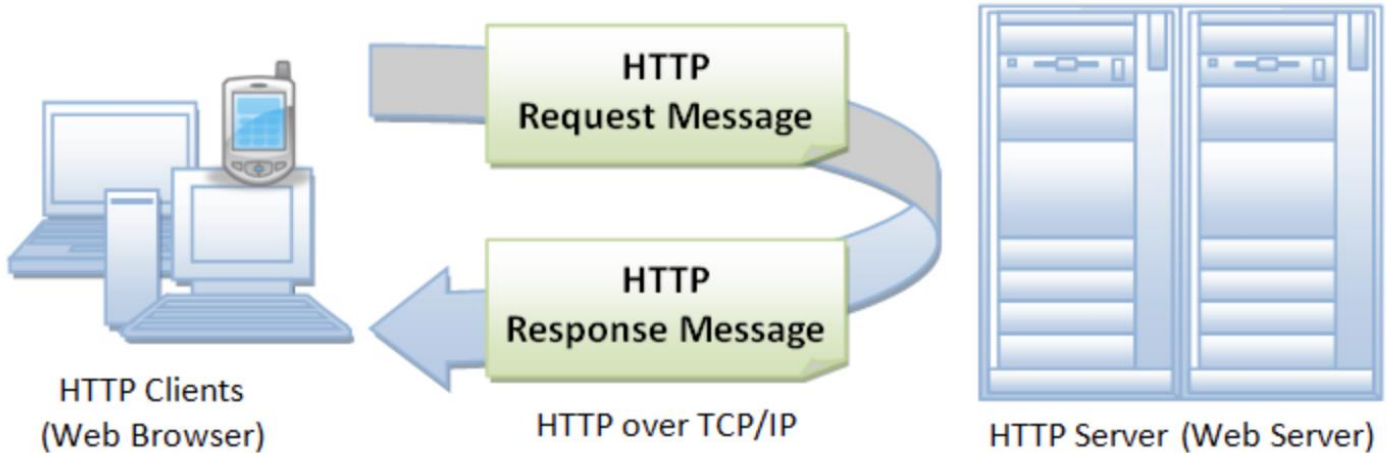 HTTP
Request Message
HTTP
Response Message
HTTP Clients
(Web Browser)
HTTP over TCP/IP
HTTP Server (Web Server)